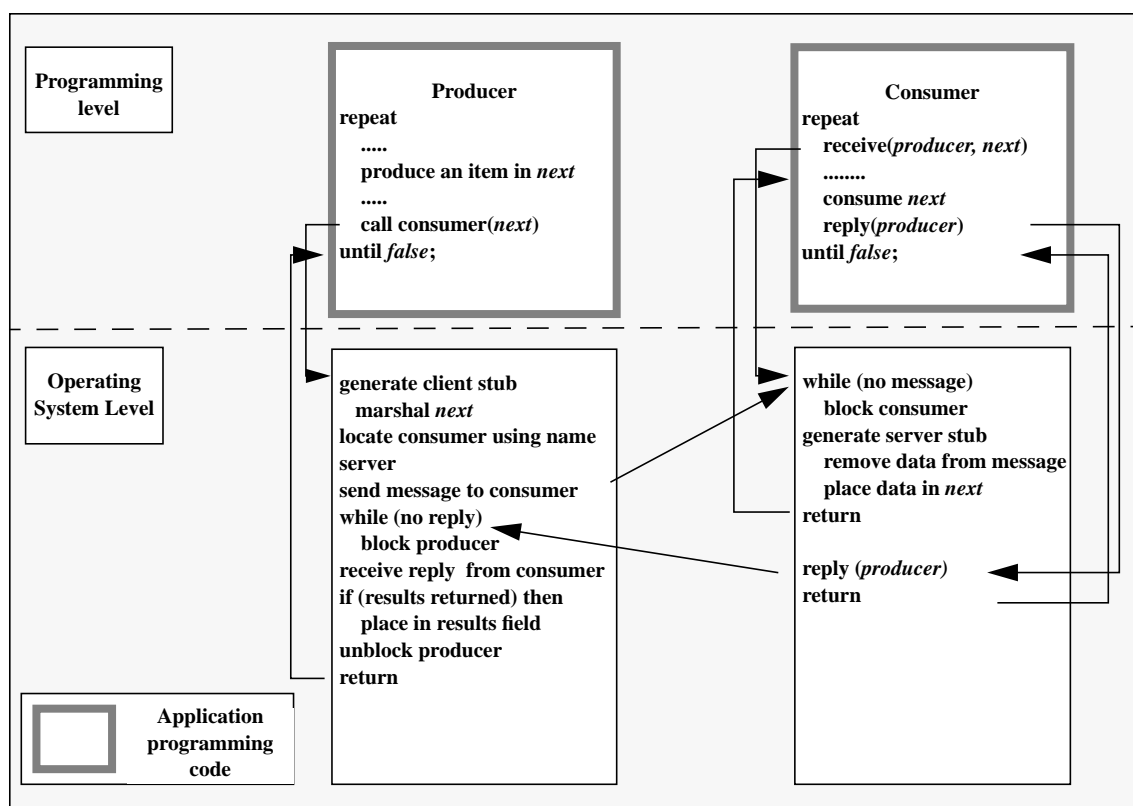 Programming
level
Producer
repeat
.....
produce an item in next
.....
call consumer(next)
until false;
Consumer
repeat
receive(producer, next)
........
consume next
reply(producer)
until false;
Operating
System Level
generate client stub
marshal next
locate consumer using name
server
send message to consumer
while (no reply)
block producer
receive reply from consumer
if (results returned) then
place in results field
unblock producer
return
while (no message)
block consumer
generate server stub
remove data from message
place data in next
return
reply (producer)
return
Application
programming
code